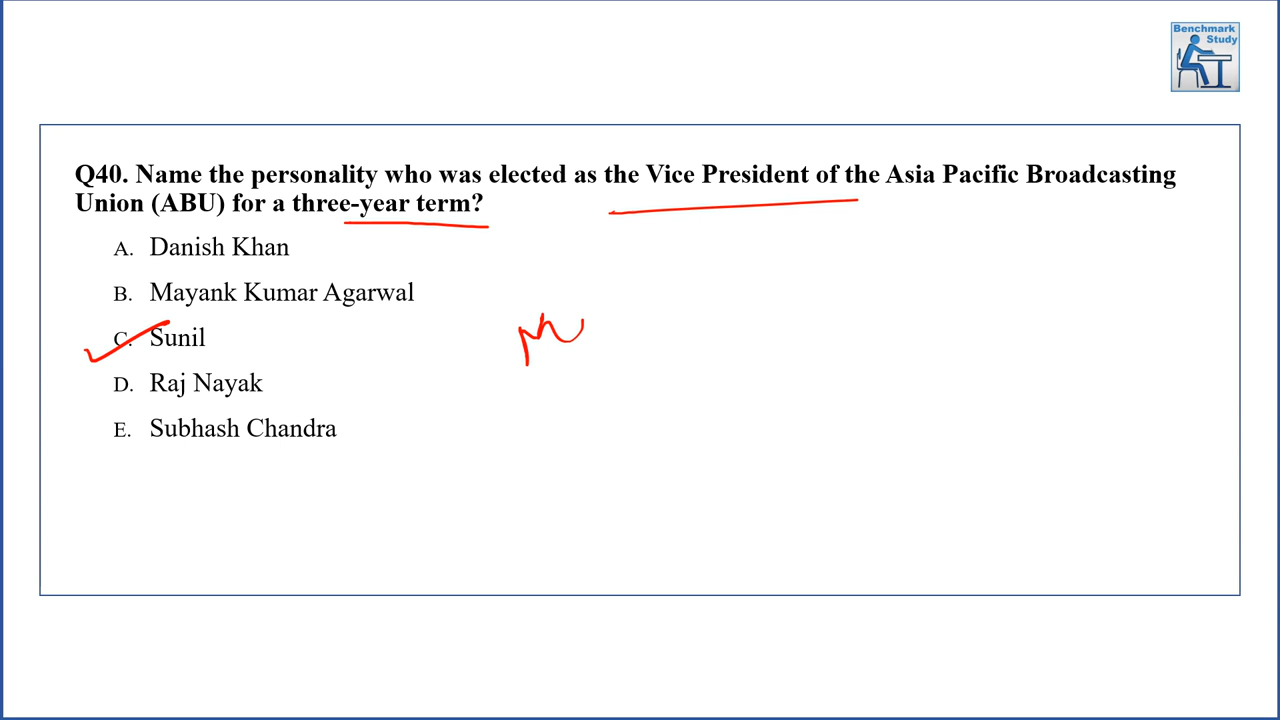 Benchmark
Study
Q40. Name the personality who was elected as the Vice President of the Asia Pacific Broadcasting
Union (ABU) for a three-year term?
A. Danish Khan
B. Mayank Kumar Agarwal
C. Sunil
D. Raj Nayak
E. Subhash Chandra